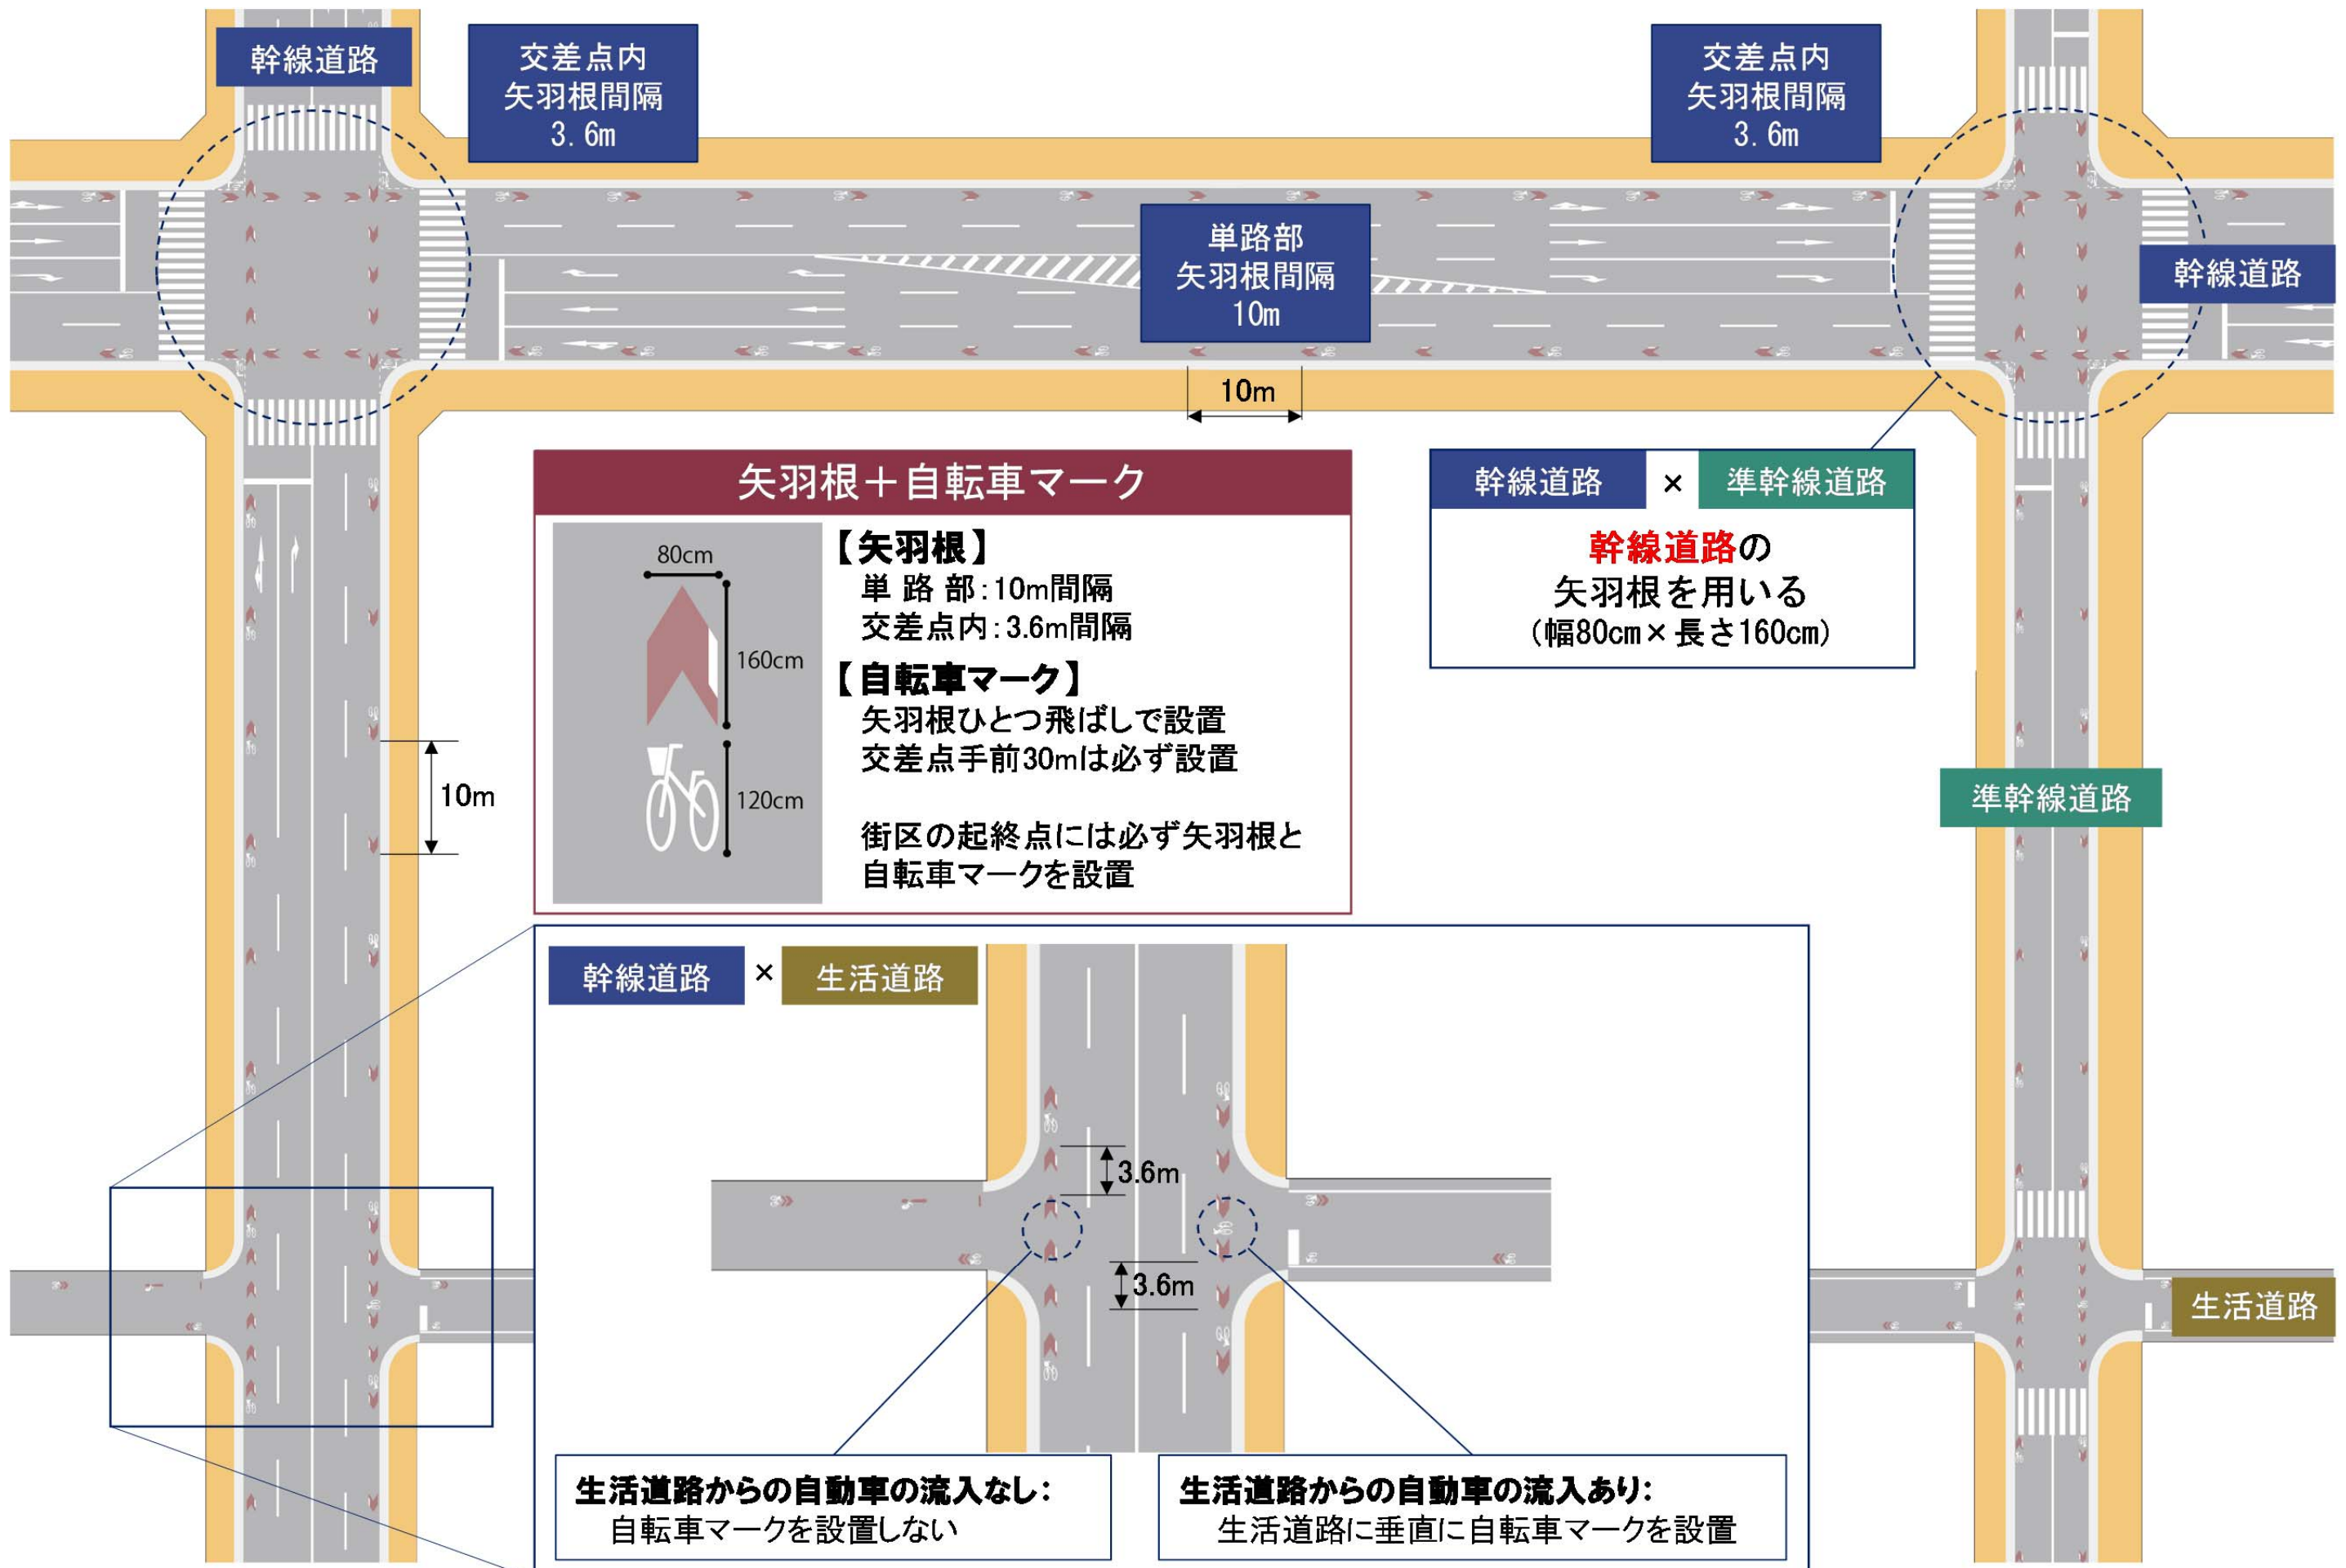 幹線道路
交差点内
矢羽根間隔
3.6m
交差点内
矢羽根間隔
3.6m
単路部
矢羽根間隔
10m
幹線道路
10m
矢羽根＋自転車マーク
80cm
160cm
120cm
【矢羽根】
単 路 部：10m間隔
交差点内：3.6m間隔
【自転車マーク】
矢羽根ひとつ飛ばしで設置
交差点手前30mは必ず設置
街区の起終点には必ず矢羽根と
自転車マークを設置
幹線道路 × 準幹線道路
幹線道路の
矢羽根を用いる
（幅80cm×長さ160cm）
10m
準幹線道路
幹線道路 × 生活道路
3.6m
3.6m
生活道路
生活道路からの自動車の流入なし：
自転車マークを設置しない
生活道路からの自動車の流入あり：
生活道路に垂直に自転車マークを設置